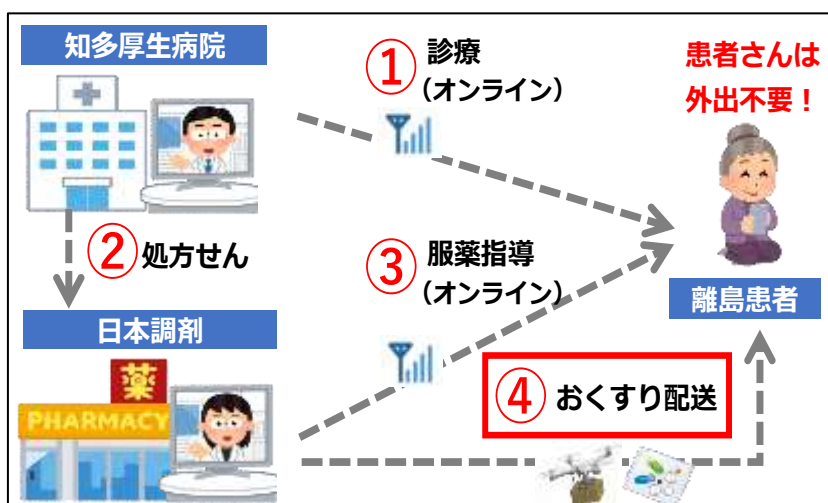 知多厚生病院
① 診療
(オンライン)
患者さんは
外出不要！
② 処方せん
③ 服薬指導
(オンライン)
離島患者
日本調剤
薬
PHARMACY
④ おくすり配送